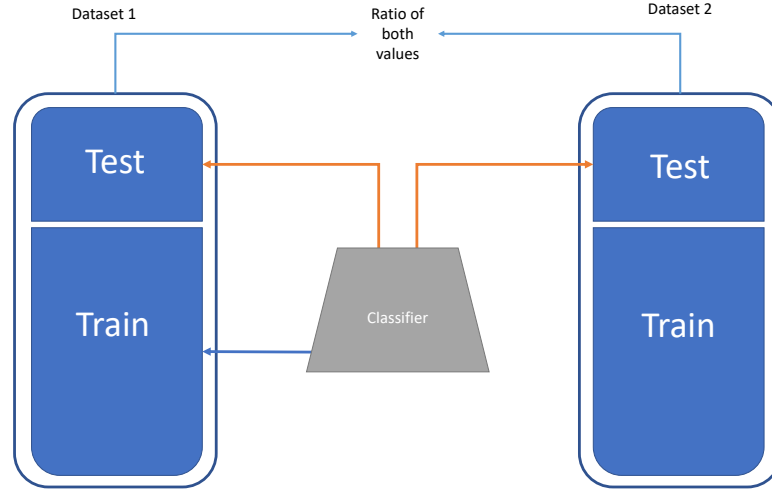 Dataset 1
Ratio of
both
values
Dataset 2
Test
Test
Train
Classifier
Train